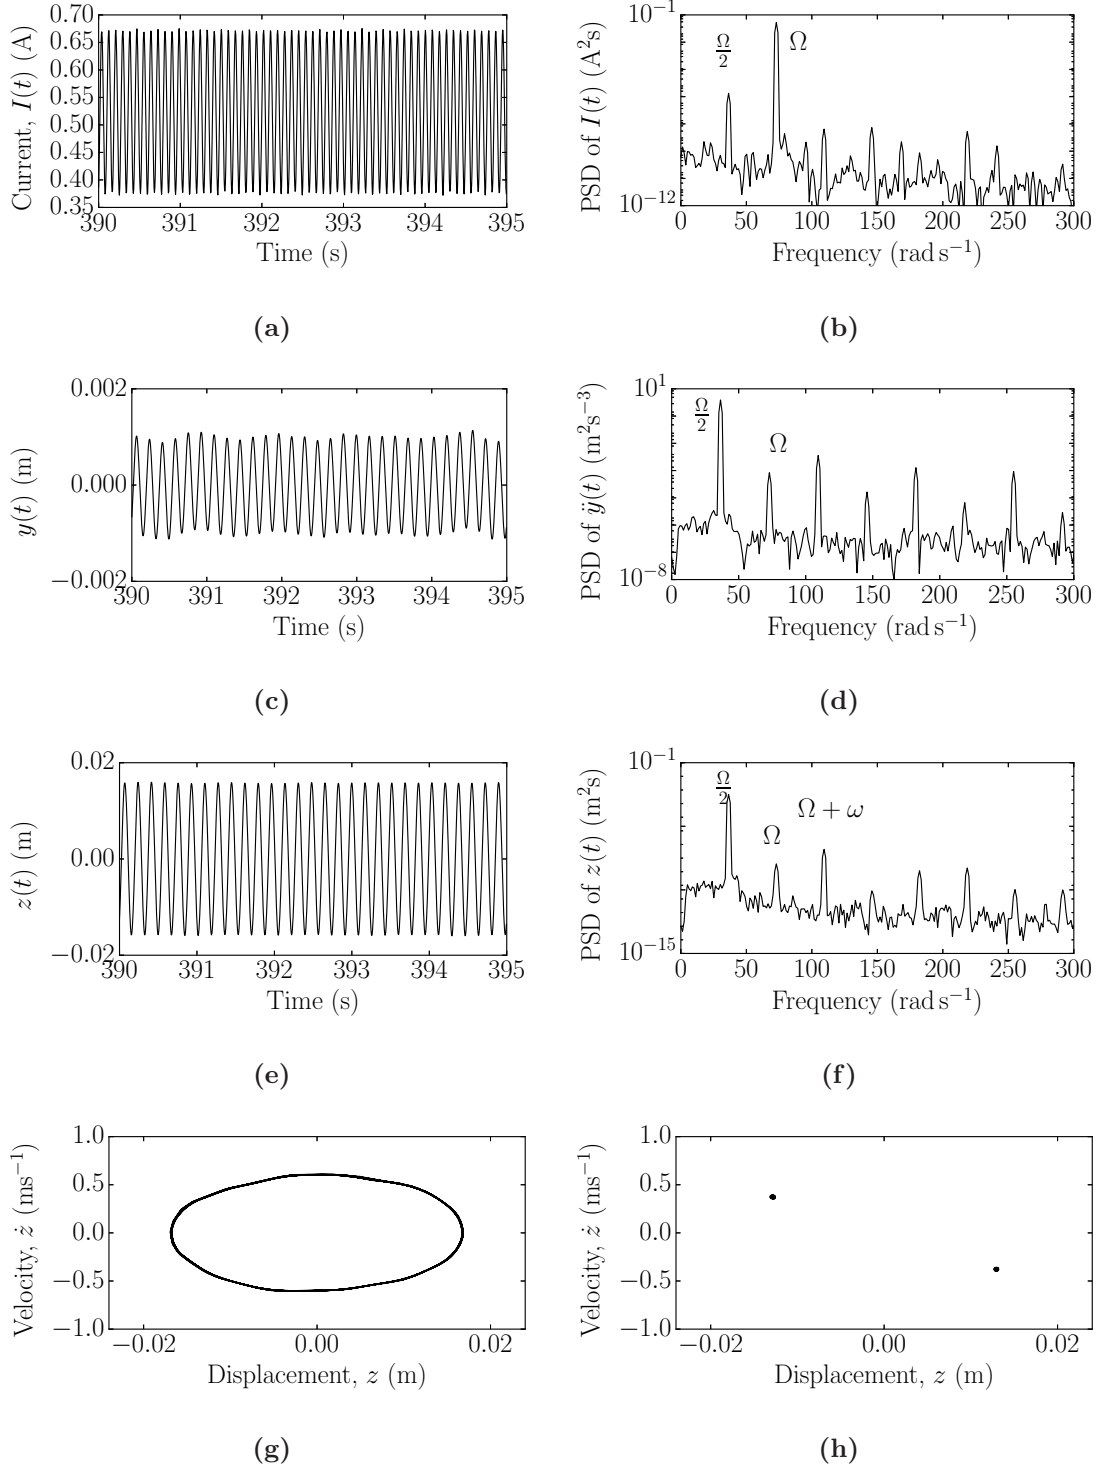 0.70
0.65
0.60
0.55
0.50
0.45
0.40
0.35
390 391 392 393 394 395
Time (s)
Current, I(t) (A)
(a)
10⁻¹
10⁻¹²
0 50 100 150 200 250 300
Frequency (rad s⁻¹)
PSD of I(t) (A²s)
Ω/2
Ω
(b)
0.002
0.000
−0.002
390 391 392 393 394 395
Time (s)
y(t) (m)
(c)
10¹
10⁻⁸
0 50 100 150 200 250 300
Frequency (rad s⁻¹)
PSD of ÿ(t) (m²s⁻³)
Ω/2
Ω
(d)
0.02
0.00
−0.02
390 391 392 393 394 395
Time (s)
z(t) (m)
(e)
10⁻¹
10⁻¹⁵
0 50 100 150 200 250 300
Frequency (rad s⁻¹)
PSD of z(t) (m²s)
Ω/2
Ω
Ω + ω
(f)
1.0
0.5
0.0
−0.5
−1.0
−0.02 0.00 0.02
Displacement, z (m)
Velocity, ż (ms⁻¹)
(g)
1.0
0.5
0.0
−0.5
−1.0
−0.02 0.00 0.02
Displacement, z (m)
Velocity, ż (ms⁻¹)
(h)